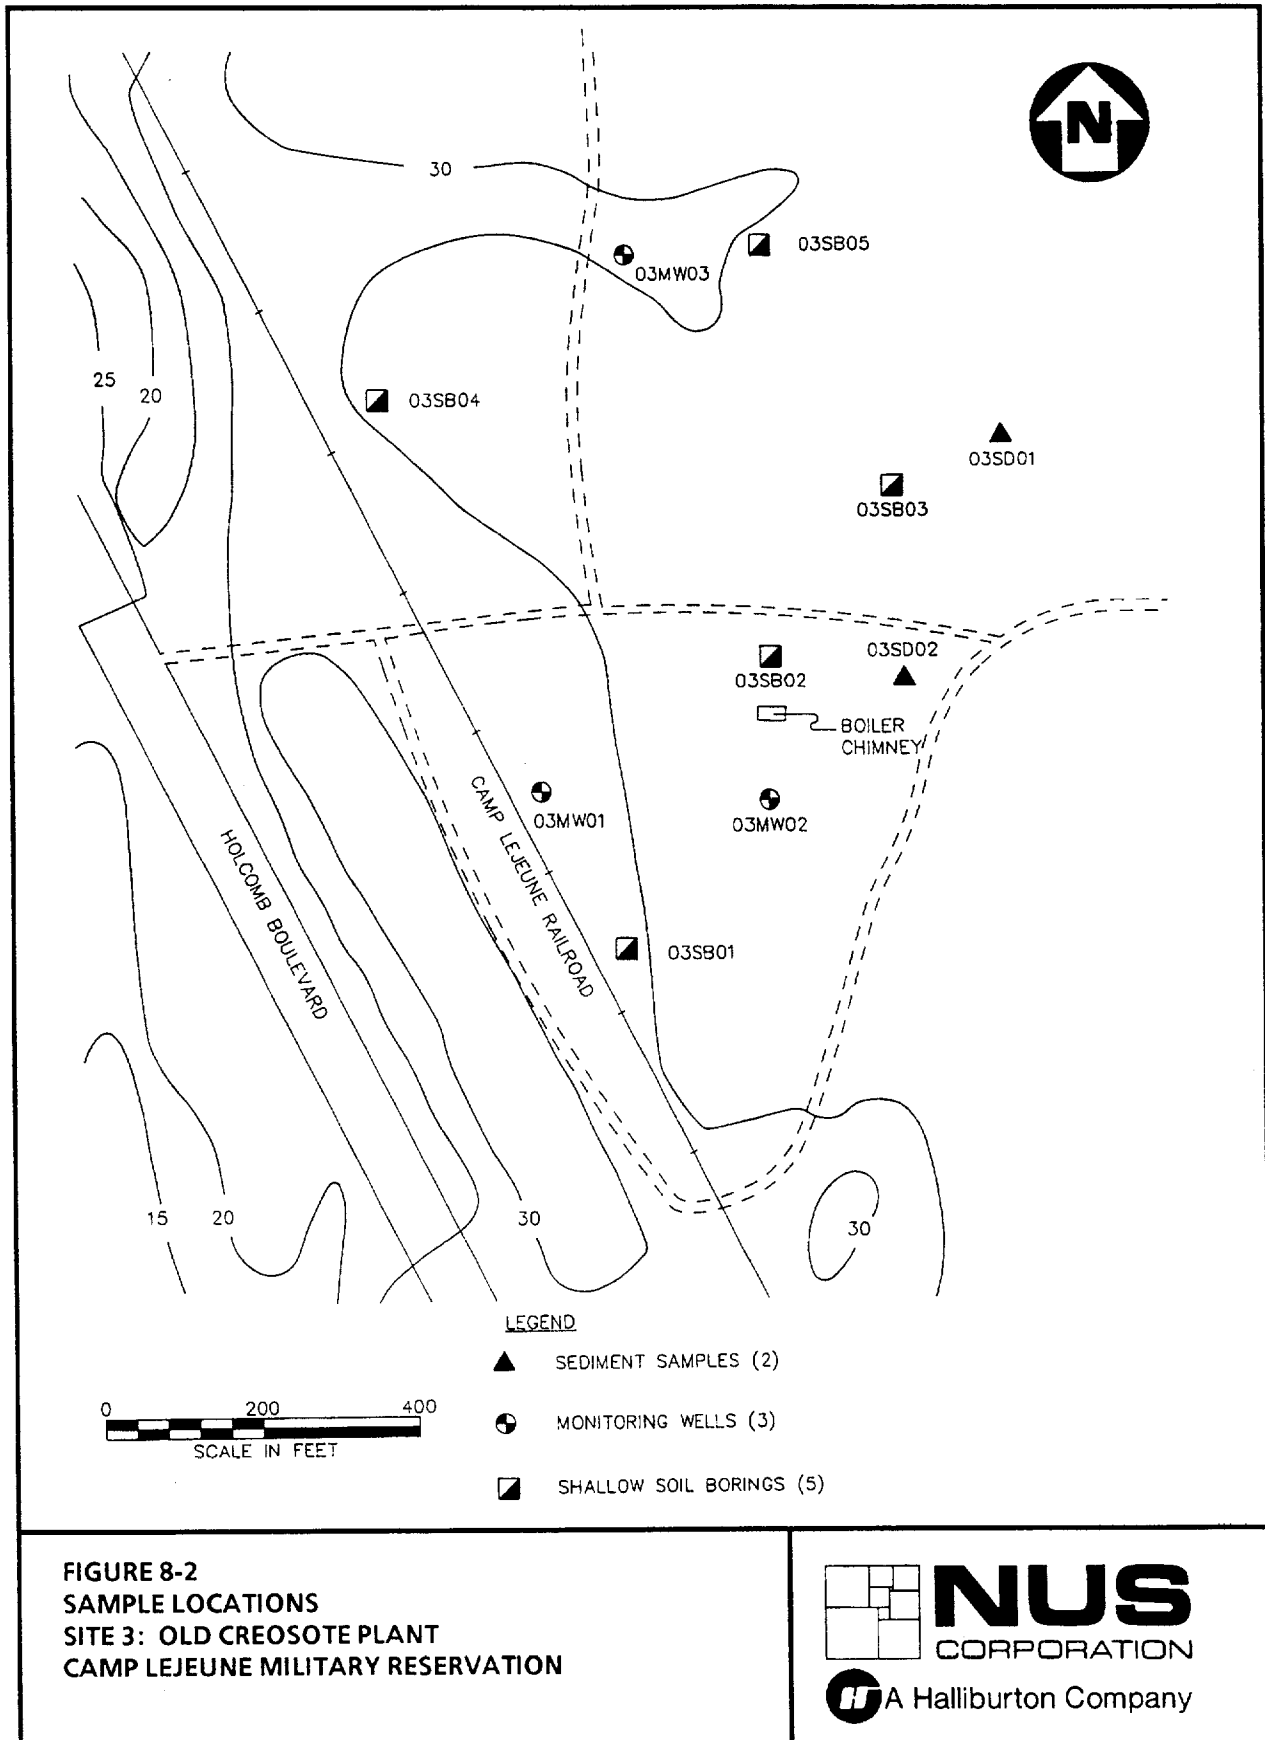 N
30
03SB05
03MW03
25
20
03SB04
03SD01
03SB03
03SD02
03SB02
BOILER
CHIMNEY
03MW01
03MW02
CAMP LEJEUNE RAILROAD
HOLCOMB BOULEVARD
03SB01
15
20
30
30
LEGEND
SEDIMENT SAMPLES (2)
0 200 400
SCALE IN FEET
MONITORING WELLS (3)
SHALLOW SOIL BORINGS (5)
FIGURE 8-2
SAMPLE LOCATIONS
SITE 3: OLD CREOSOTE PLANT
CAMP LEJEUNE MILITARY RESERVATION
NUS
CORPORATION
H A Halliburton Company